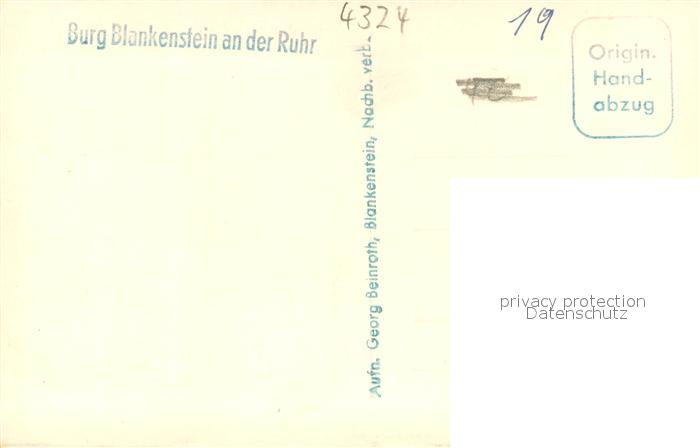 Burg Blankenstein an der Ruhr
4324
19
Origin.
Hand-
abzug
Aufn. Georg Beinroth, Blankenstein, Nachb. verb.
privacy protection
Datenschutz